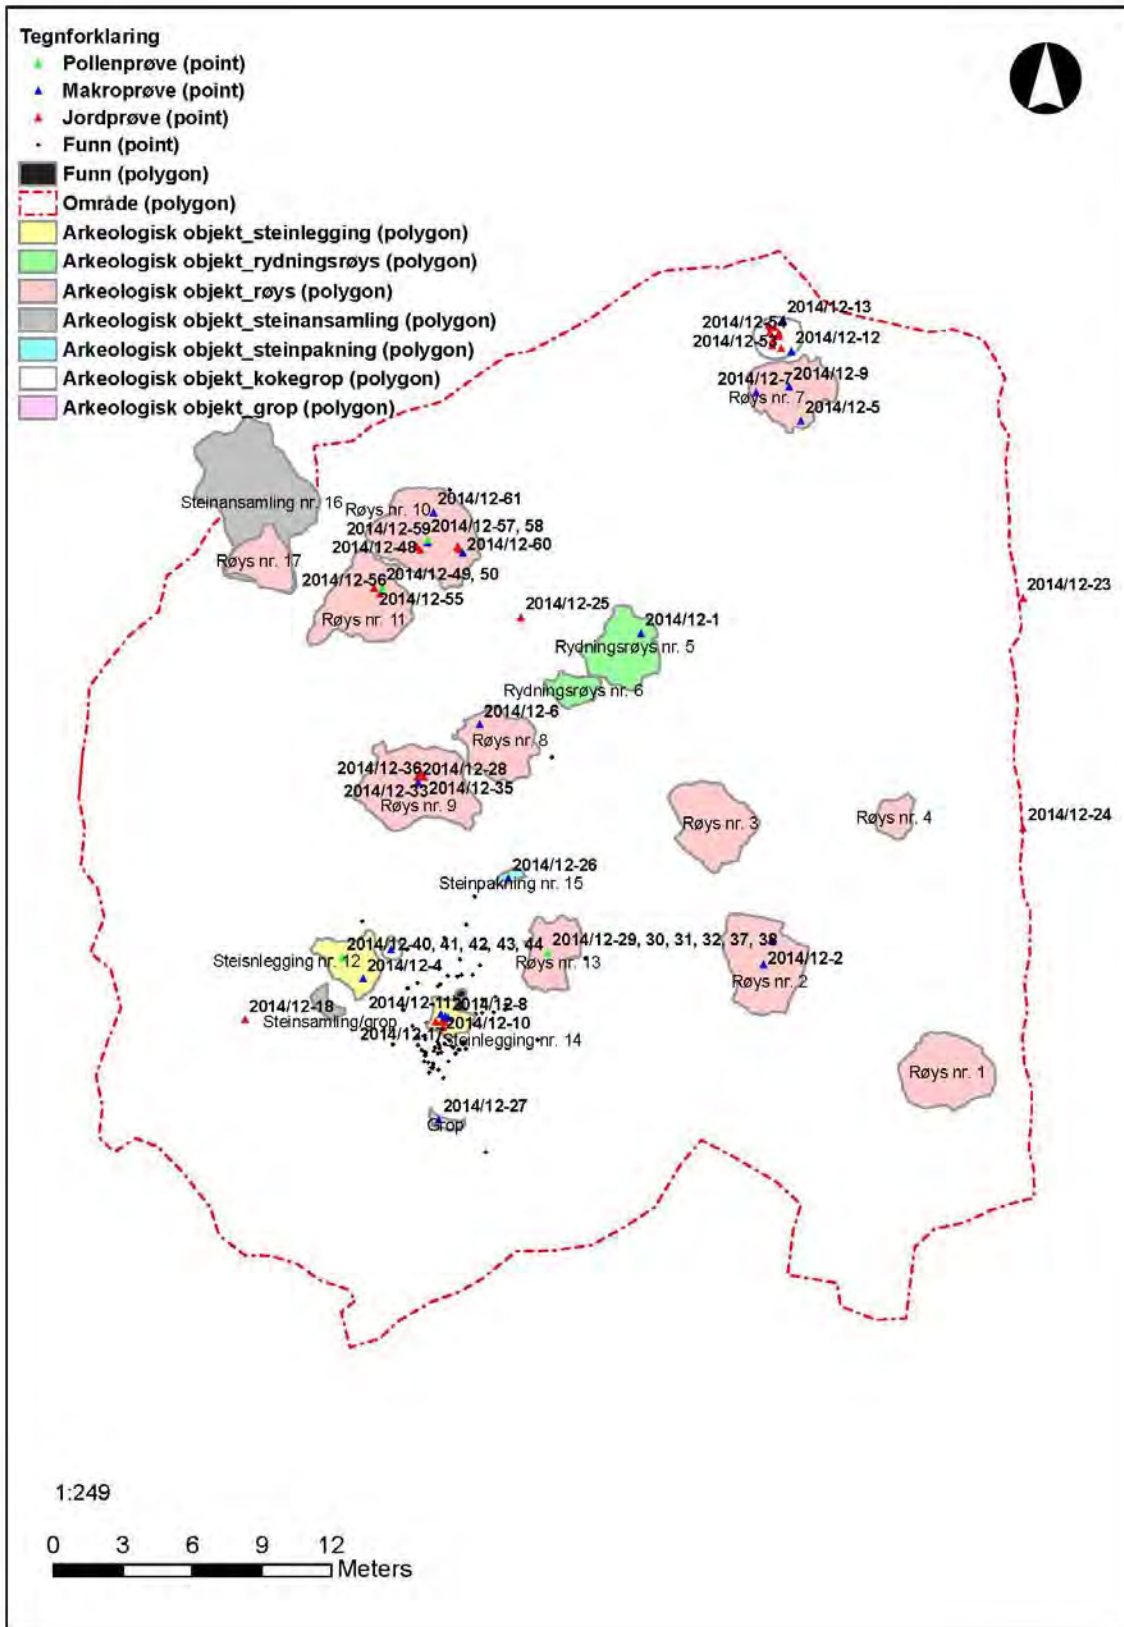 Tegnforklaring
Pollenprøve (point)
Makroprøve (point)
Jordprøve (point)
Funn (point)
Funn (polygon)
Område (polygon)
Arkeologisk objekt_steinlegging (polygon)
Arkeologisk objekt_rydningsrøys (polygon)
Arkeologisk objekt_røys (polygon)
Arkeologisk objekt_steinansamling (polygon)
Arkeologisk objekt_steinpakning (polygon)
Arkeologisk objekt_kokegrop (polygon)
Arkeologisk objekt_grop (polygon)
2014/12-13
2014/12-12
2014/12-9
2014/12-7
Røys nr. 7
2014/12-5
Steinansamling nr. 16
2014/12-61
Røys nr. 10
2014/12-59
2014/12-57, 58
2014/12-48
2014/12-60
Røys nr. 17
2014/12-56
2014/12-49, 50
2014/12-55
Røys nr. 11
2014/12-23
2014/12-25
2014/12-1
Rydningsrøys nr. 5
Rydningsrøys nr. 6
2014/12-6
Røys nr. 8
2014/12-36
2014/12-28
2014/12-33
2014/12-35
Røys nr. 9
Røys nr. 3
Røys nr. 4
2014/12-24
2014/12-26
Steinpakning nr. 15
2014/12-40, 41, 42, 43, 44
2014/12-29, 30, 31, 32, 37, 38
Steisnlegging nr. 12
2014/12-4
Røys nr. 13
2014/12-2
Røys nr. 2
2014/12-18
Steinsamling/grop
2014/12-11
2014/12-8
2014/12-10
2014/12-17
Steinlegging nr. 14
Røys nr. 1
2014/12-27
Grop
1:249
0 3 6 9 12
Meters